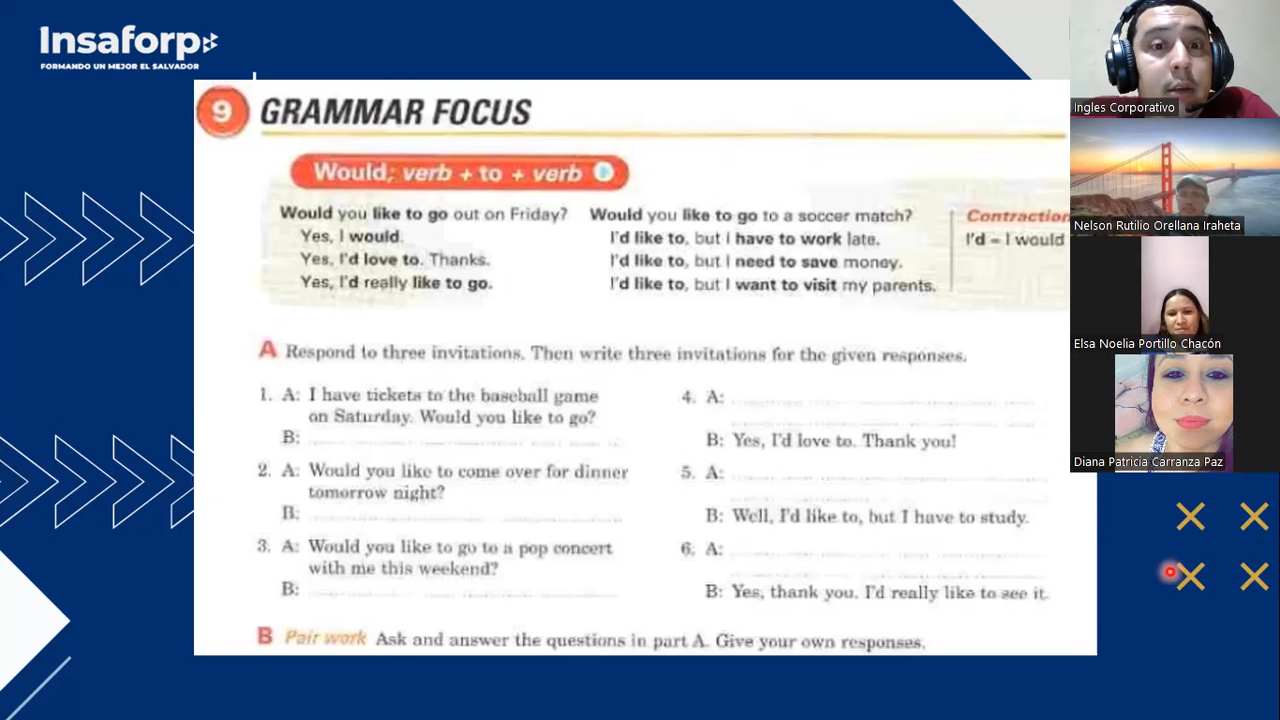 Insaforp
FORMANDO UN MEJOR EL SALVADOR
9 GRAMMAR FOCUS
Would; verb + to + verb
Would you like to go out on Friday?
Yes, I would.
Yes, I'd love to. Thanks.
Yes, I'd really like to go.
Would you like to go to a soccer match?
I'd like to, but I have to work late.
I'd like to, but I need to save money.
I'd like to, but I want to visit my parents.
Contraction
I'd = I would
A Respond to three invitations. Then write three invitations for the given responses.
1. A: I have tickets to the baseball game
on Saturday. Would you like to go?
B:
2. A: Would you like to come over for dinner
tomorrow night?
B:
3. A: Would you like to go to a pop concert
with me this weekend?
B:
4. A:
B: Yes, I'd love to. Thank you!
5. A:
B: Well, I'd like to, but I have to study.
6. A:
B: Yes, thank you. I'd really like to see it.
B Pair work Ask and answer the questions in part A. Give your own responses.
Ingles Corporativo
Nelson Rutilio Orellana Iraheta
Elsa Noelia Portillo Chacón
Diana Patricia Carranza Paz